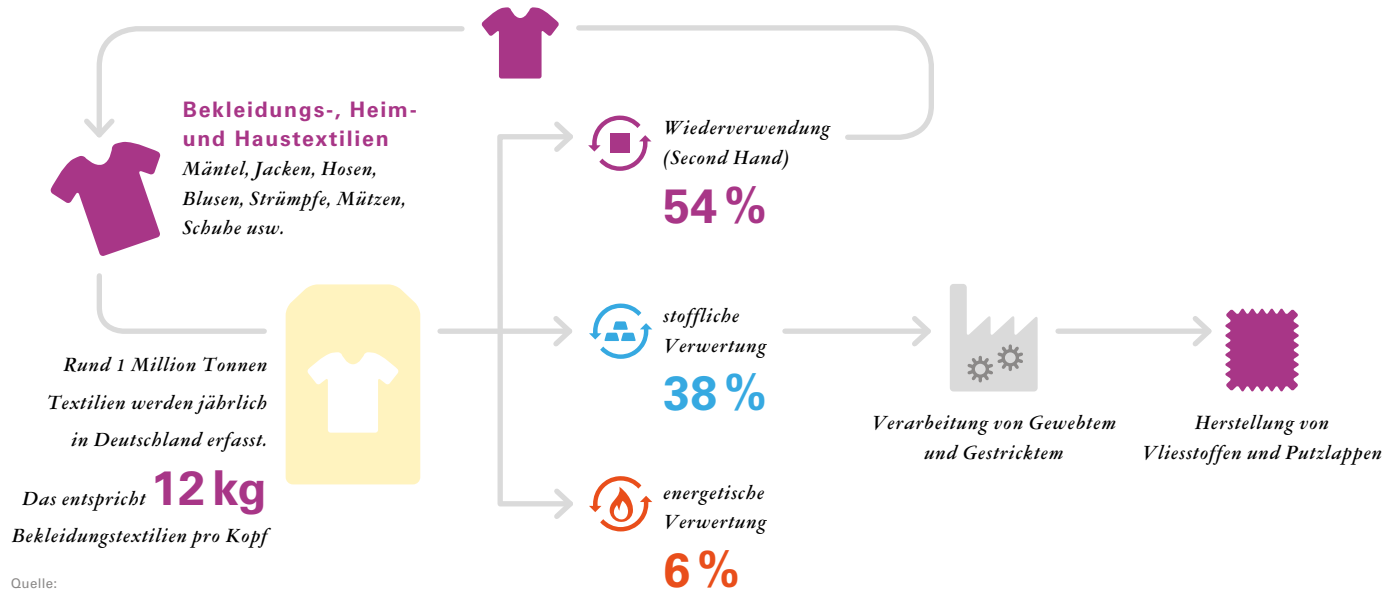 Bekleidungs-, Heim-
und Haustextilien
Mäntel, Jacken, Hosen,
Blusen, Strümpfe, Mützen,
Schuhe usw.
Rund 1 Million Tonnen
Textilien werden jährlich
in Deutschland erfasst.
Das entspricht 12 kg
Bekleidungstextilien pro Kopf
Wiederverwendung
(Second Hand)
54 %
stoffliche
Verwertung
38 %
energetische
Verwertung
6 %
Verarbeitung von Gewebtem
und Gestricktem
Herstellung von
Vliesstoffen und Putzlappen
Quelle: